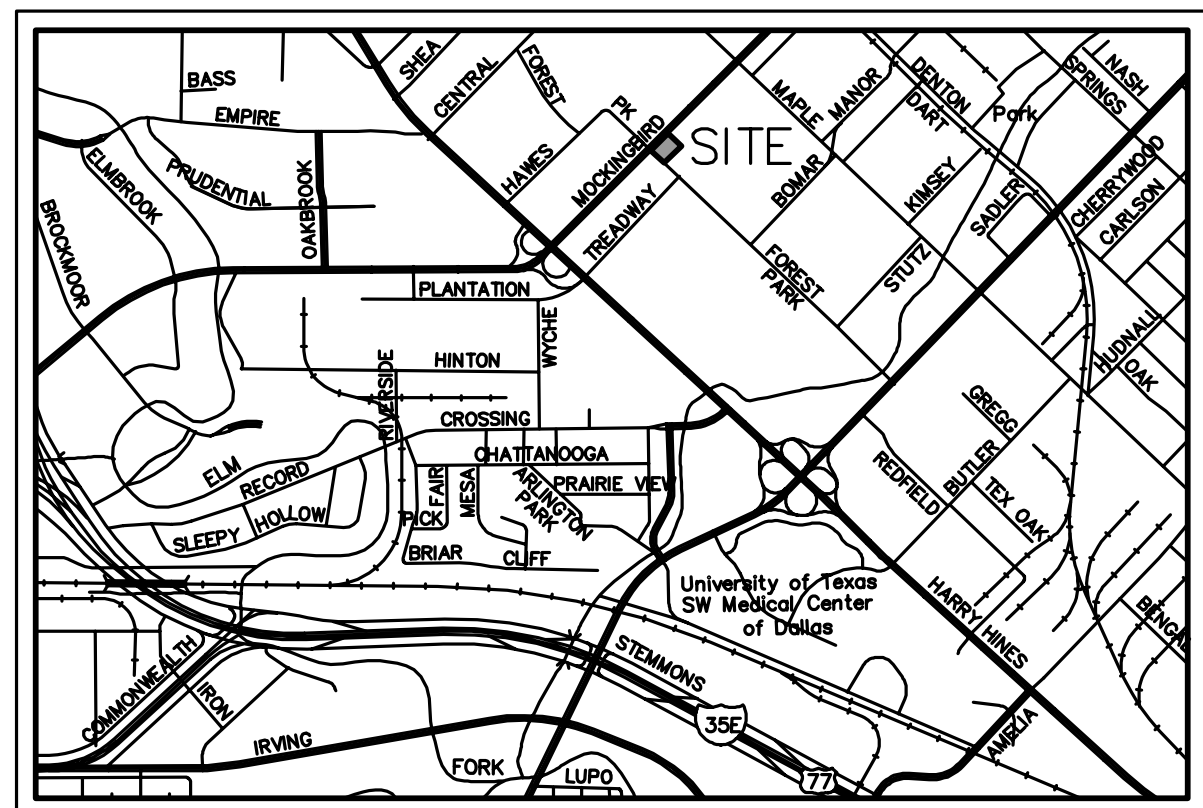 SHEA
CENTRAL
FOREST
PK
BASS
EMPIRE
MAPLE
MANOR
DENTON
DART
Park
NASH
SPRINGS
ELMBROOK
PRUDENTIAL
OAKBROOK
HAWES
MOCKINGBIRD
SITE
BOMAR
KIMSEY
SADLER
CHERRYWOOD
CARLSON
BROCKMOOR
TREADWAY
FOREST
PARK
STUTZ
PLANTATION
WYCHE
HINTON
RIVERSIDE
HUDNALL
OAK
CROSSING
GREGG
CHATTANOOGA
ELM
RECORD
FAIR
MESA
ARLINGTON
PARK
PRAIRIE VIEW
REDFIELD
BUTLER
TEX OAK
SLEEPY
HOLLOW
PICK
BRIAR
CLIFF
University of Texas
SW Medical Center
of Dallas
HARRY HINES
STEMMONS
COMMONWEALTH
IRON
35E
AMELIA
IRVING
FORK
LUPO
77